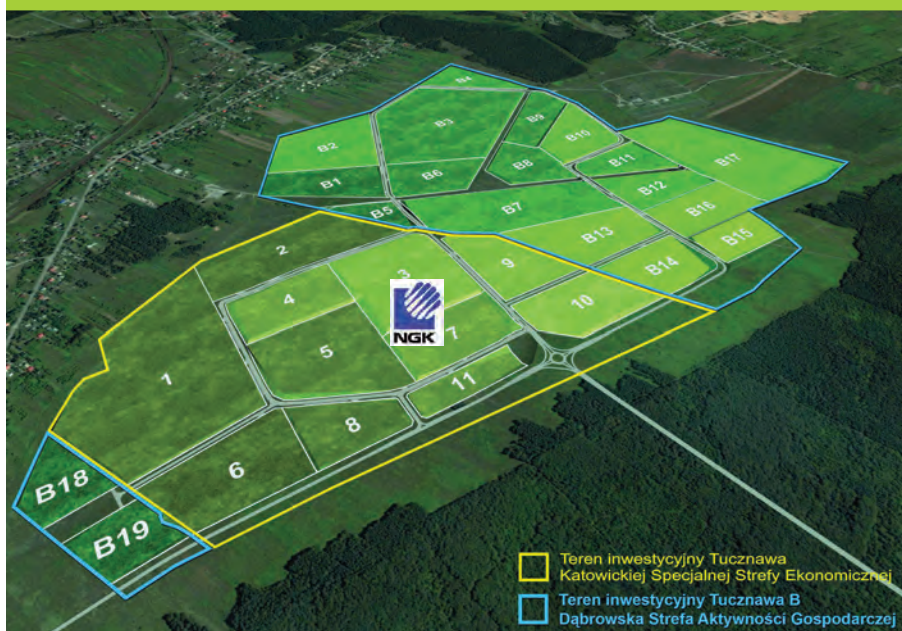 B4
B3
B9
B10
B2
B8
B11
B17
B6
B1
B12
B7
B16
B5
B15
2
B13
3
9
B14
4
10
NGK
7
5
1
11
8
6
B18
B19
Teren inwestycyjny Tucznawa
Katowickiej Specjalnej Strefy Ekonomicznej
Teren inwestycyjny Tucznawa B
Dąbrowska Strefa Aktywności Gospodarczej